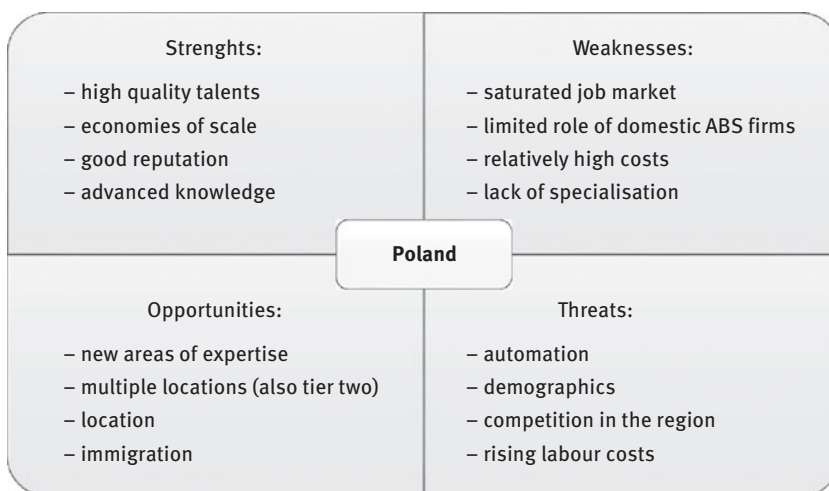 Strenghts:
– high quality talents
– economies of scale
– good reputation
– advanced knowledge
Weaknesses:
– saturated job market
– limited role of domestic ABS firms
– relatively high costs
– lack of specialisation
Poland
Opportunities:
– new areas of expertise
– multiple locations (also tier two)
– location
– immigration
Threats:
– automation
– demographics
– competition in the region
– rising labour costs